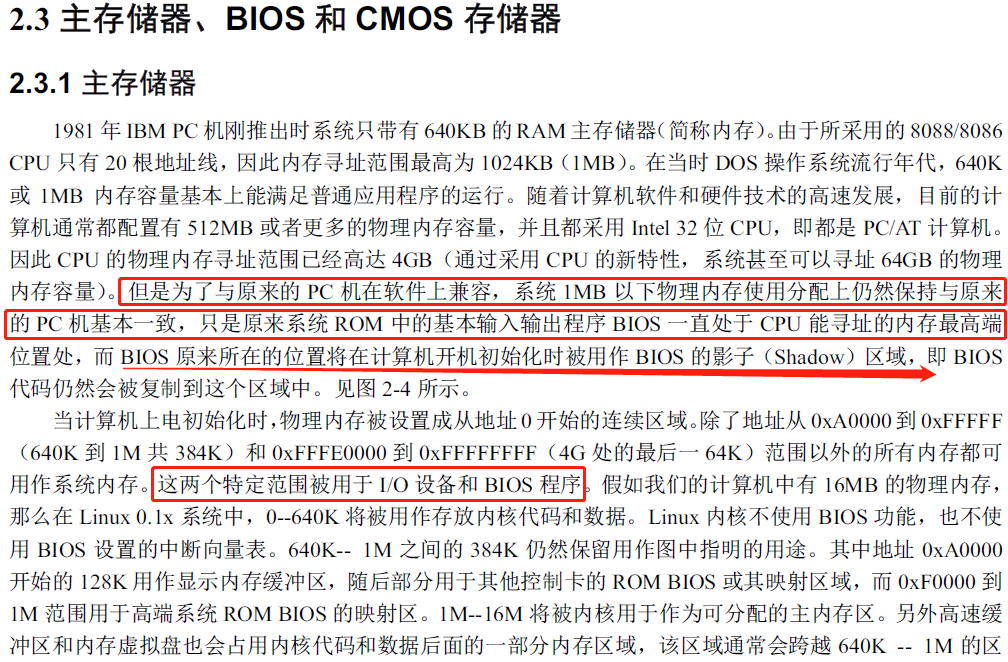 2.3 主存储器、BIOS 和 CMOS 存储器
2.3.1 主存储器
1981 年 IBM PC 机刚推出时系统只带有 640KB 的 RAM 主存储器（简称内存）。由于所采用的 8088/8086
CPU 只有 20 根地址线，因此内存寻址范围最高为 1024KB（1MB）。在当时 DOS 操作系统流行年代，640K
或 1MB 内存容量基本上能满足普通应用程序的运行。随着计算机软件和硬件技术的高速发展，目前的计
算机通常都配置有 512MB 或者更多的物理内存容量，并且都采用 Intel 32 位 CPU，即都是 PC/AT 计算机。
因此 CPU 的物理内存寻址范围已经高达 4GB（通过采用 CPU 的新特性，系统甚至可以寻址 64GB 的物理
内存容量）。但是为了与原来的 PC 机在软件上兼容，系统 1MB 以下物理内存使用分配上仍然保持与原来
的 PC 机基本一致，只是原来系统 ROM 中的基本输入输出程序 BIOS 一直处于 CPU 能寻址的内存最高端
位置处，而 BIOS 原来所在的位置将在计算机开机初始化时被用作 BIOS 的影子（Shadow）区域，即 BIOS
代码仍然会被复制到这个区域中。见图 2-4 所示。
当计算机上电初始化时，物理内存被设置成从地址 0 开始的连续区域。除了地址从 0xA0000 到 0xFFFFF
（640K 到 1M 共 384K）和 0xFFFE0000 到 0xFFFFFFFF（4G 处的最后一 64K）范围以外的所有内存都可
用作系统内存。这两个特定范围被用于 I/O 设备和 BIOS 程序。假如我们的计算机中有 16MB 的物理内存，
那么在 Linux 0.1x 系统中，0--640K 将被用作存放内核代码和数据。Linux 内核不使用 BIOS 功能，也不使
用 BIOS 设置的中断向量表。640K-- 1M 之间的 384K 仍然保留用作图中指明的用途。其中地址 0xA0000
开始的 128K 用作显示内存缓冲区，随后部分用于其他控制卡的 ROM BIOS 或其映射区域，而 0xF0000 到
1M 范围用于高端系统 ROM BIOS 的映射区。1M--16M 将被内核用于作为可分配的主内存区。另外高速缓
冲区和内存虚拟盘也会占用内核代码和数据后面的一部分内存区域，该区域通常会跨越 640K -- 1M 的区